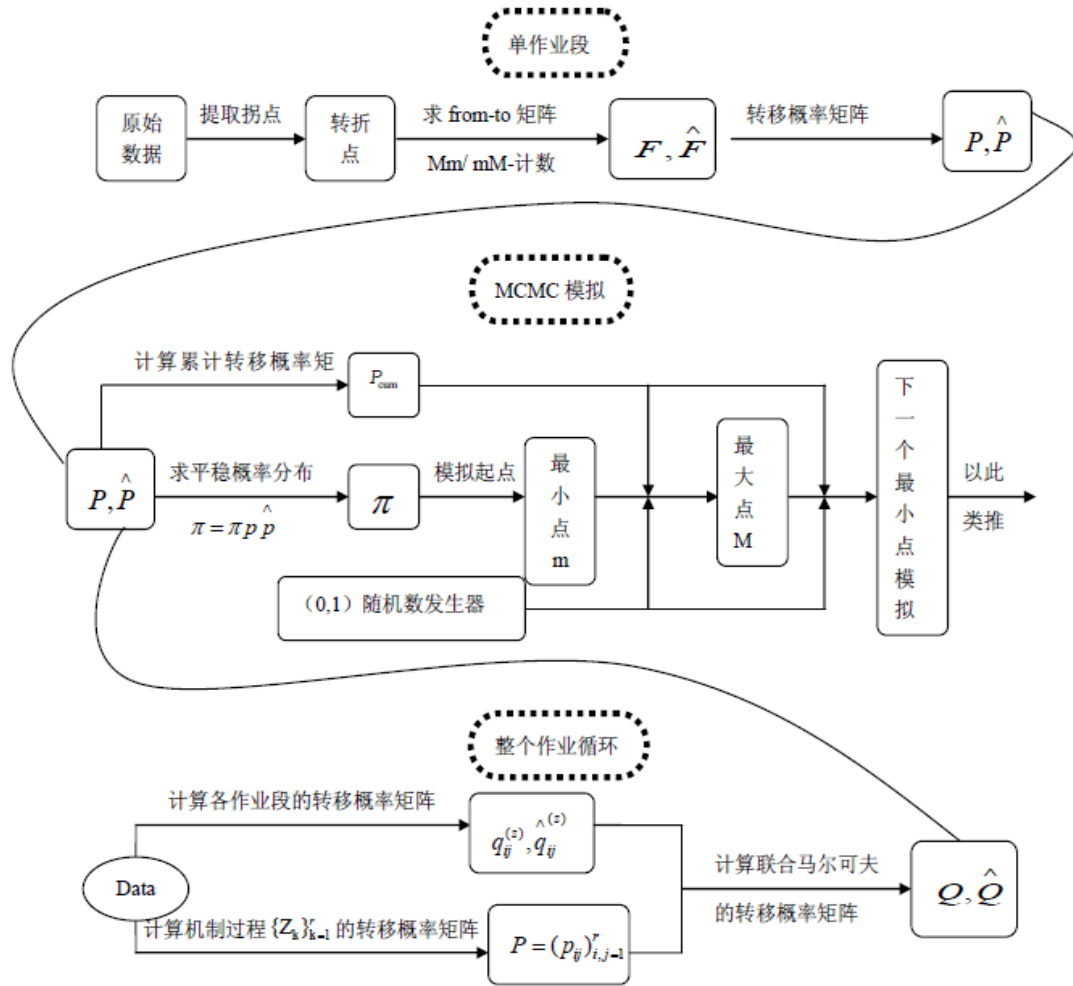 单作业段
原始
数据
提取拐点
转折
点
求 from-to 矩阵
Mm/ mM-计数
F , F̂
转移概率矩阵
P, P̂
MCMC 模拟
计算累计转移概率矩
P_cum
P, P̂
求平稳概率分布
π = π p p̂
π
模拟起点
最
小
点
m
最
大
点
M
下
一
个
最
小
点
模
拟
以此
类推
（0,1）随机数发生器
整个作业循环
计算各作业段的转移概率矩阵
q_{ij}^{(z)}, q̂_{ij}^{(z)}
Data
计算机制过程 {Z_k}_{k=1}^{r} 的转移概率矩阵
P = (p_{ij})_{i,j=1}^{r}
计算联合马尔可夫
的转移概率矩阵
Q, Q̂